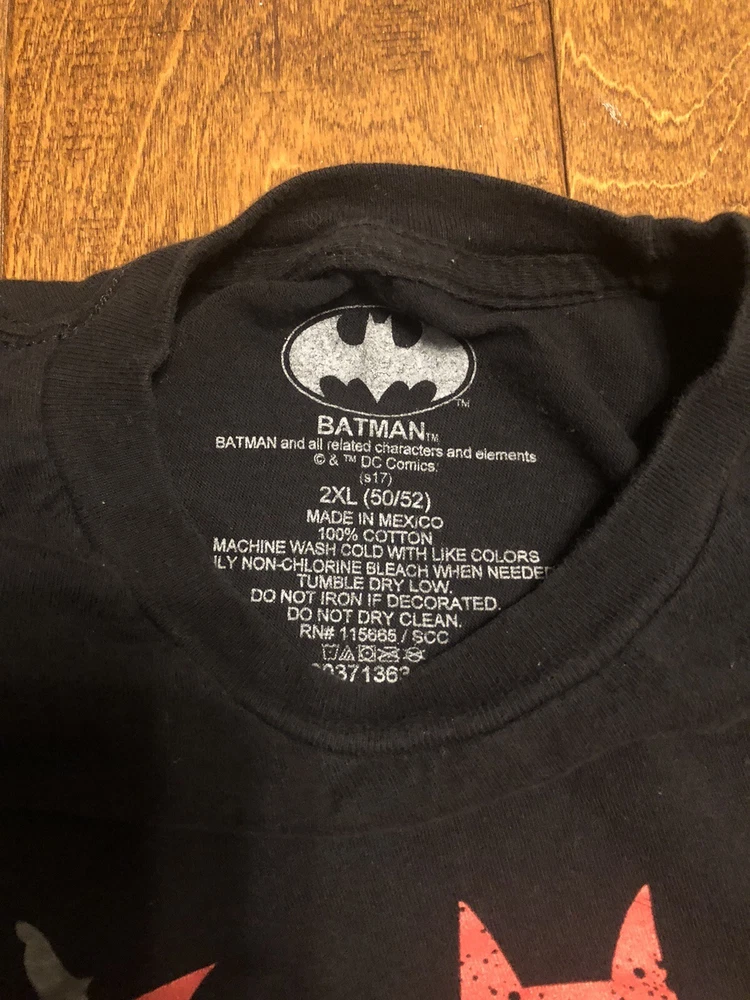 TM
BATMAN™
BATMAN and all related characters and elements
© & ™ DC Comics.
(s17)
2XL (50/52)
MADE IN MEXICO
100% COTTON
MACHINE WASH COLD WITH LIKE COLORS
NON-CHLORINE BLEACH WHEN
TUMBLE DRY LOW.
DO NOT IRON IF DECORATED.
DO NOT DRY CLEAN.
RN# 115665 / SCC